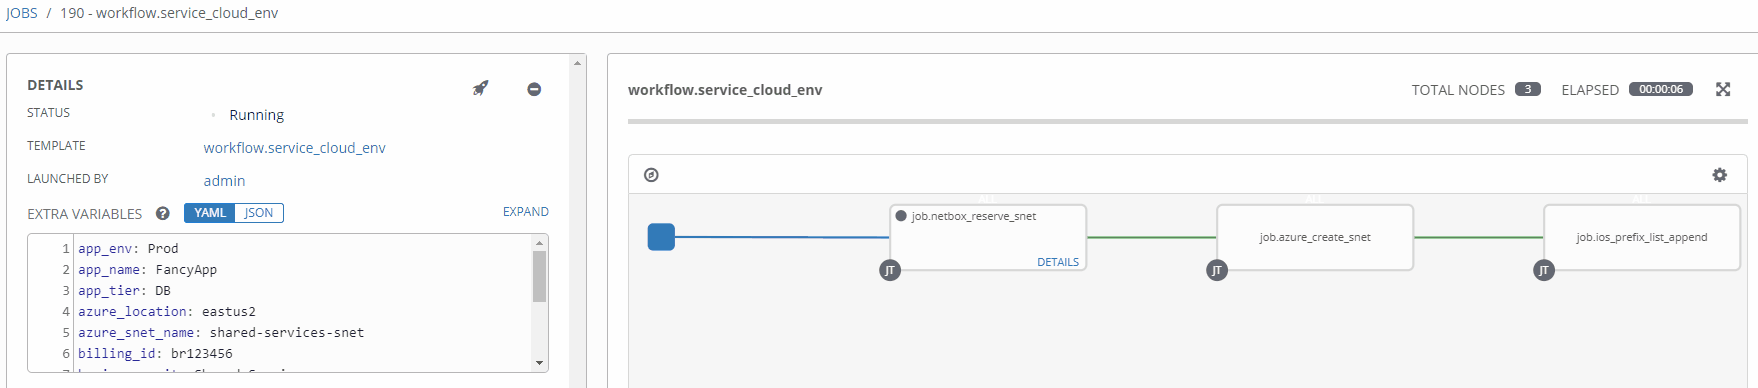 JOBS / 190 - workflow.service_cloud_env
DETAILS
STATUS Running
TEMPLATE workflow.service_cloud_env
LAUNCHED BY admin
EXTRA VARIABLES ? YAML JSON EXPAND
1 app_env: Prod
2 app_name: FancyApp
3 app_tier: DB
4 azure_location: eastus2
5 azure_snet_name: shared-services-snet
6 billing_id: br123456
workflow.service_cloud_env TOTAL NODES 3 ELAPSED 00:00:06
ALL ALL ALL
job.netbox_reserve_snet
DETAILS
JT
job.azure_create_snet
JT
job.ios_prefix_list_append
JT